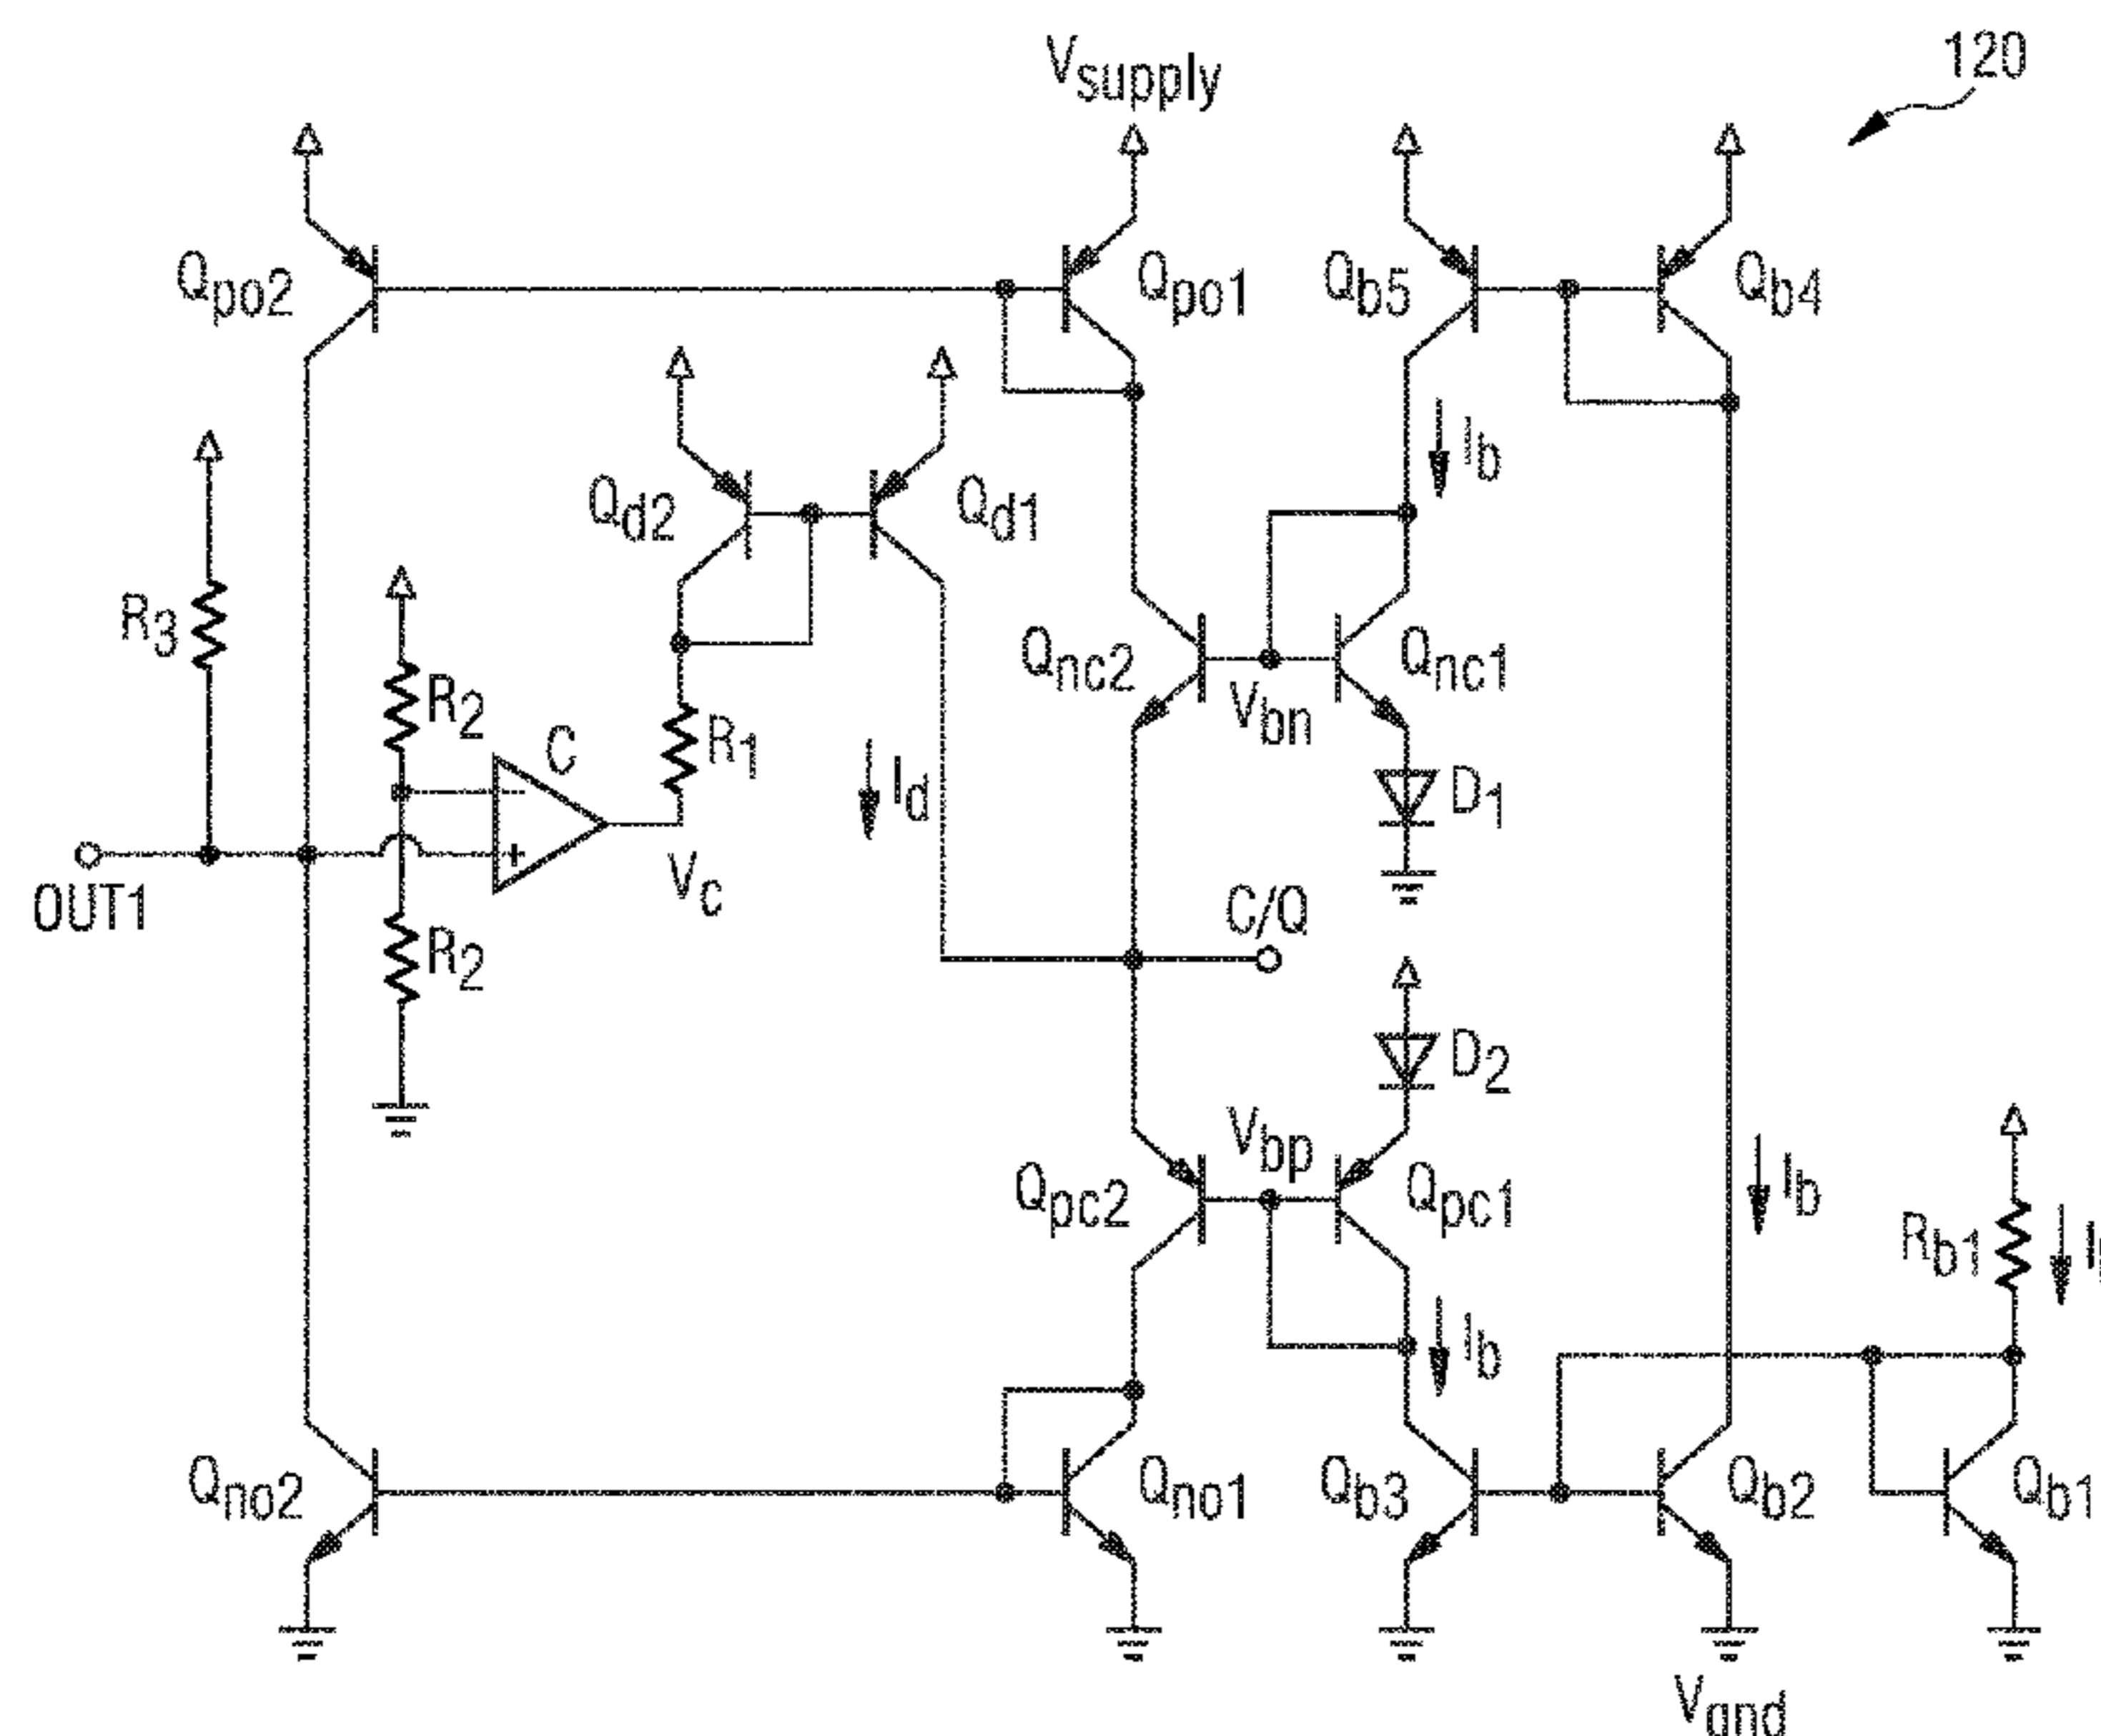 120
Vsupply
Qpo2
Qpo1
Qb5
Qb4
Ib
Qd2
Qd1
R3
Qnc2
Qnc1
Vbn
R2
C
R1
Id
D1
-
+
OUT1
Vc
C/Q
R2
D2
Vbp
Qpc2
Qpc1
Ib
Rb1
Ib
Qno2
Qno1
Qb3
Qb2
Qb1
Vgnd